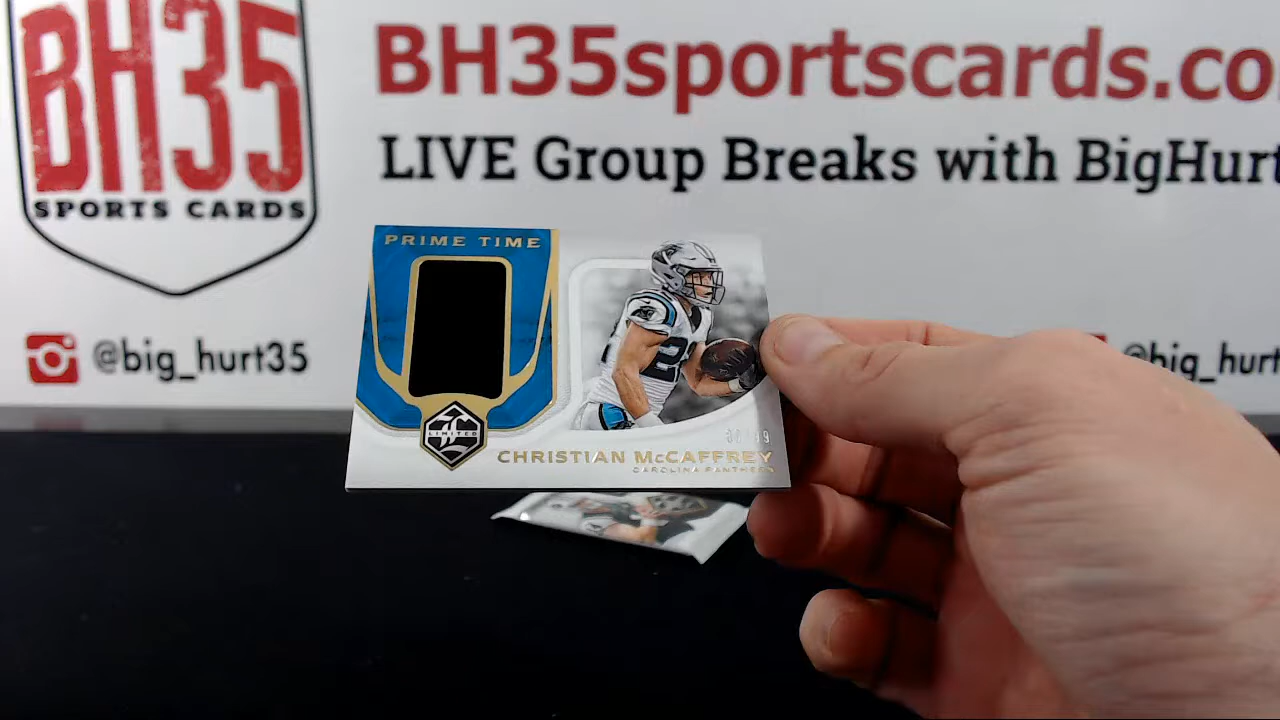 BH35
SPORTS CARDS
BH35sportscards.co
LIVE Group Breaks with BigHurt
@big_hurt35
@big_hurt
PRIME TIME
LIMITED
22
CHRISTIAN McCAFFREY
CAROLINA PANTHERS